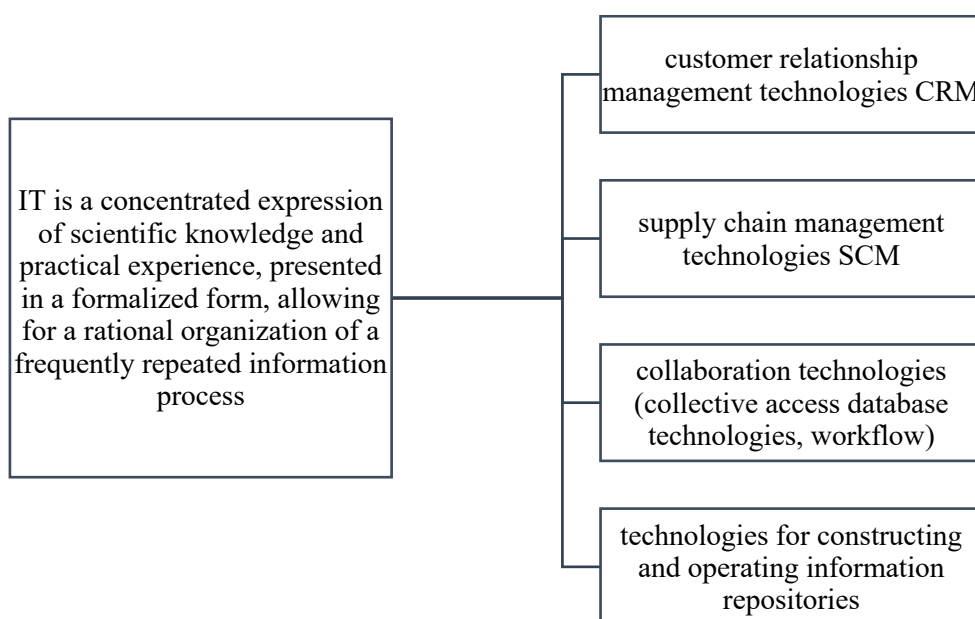 IT is a concentrated expression
of scientific knowledge and
practical experience, presented
in a formalized form, allowing
for a rational organization of a
frequently repeated information
process
customer relationship
management technologies CRM
supply chain management
technologies SCM
collaboration technologies
(collective access database
technologies, workflow)
technologies for constructing
and operating information
repositories